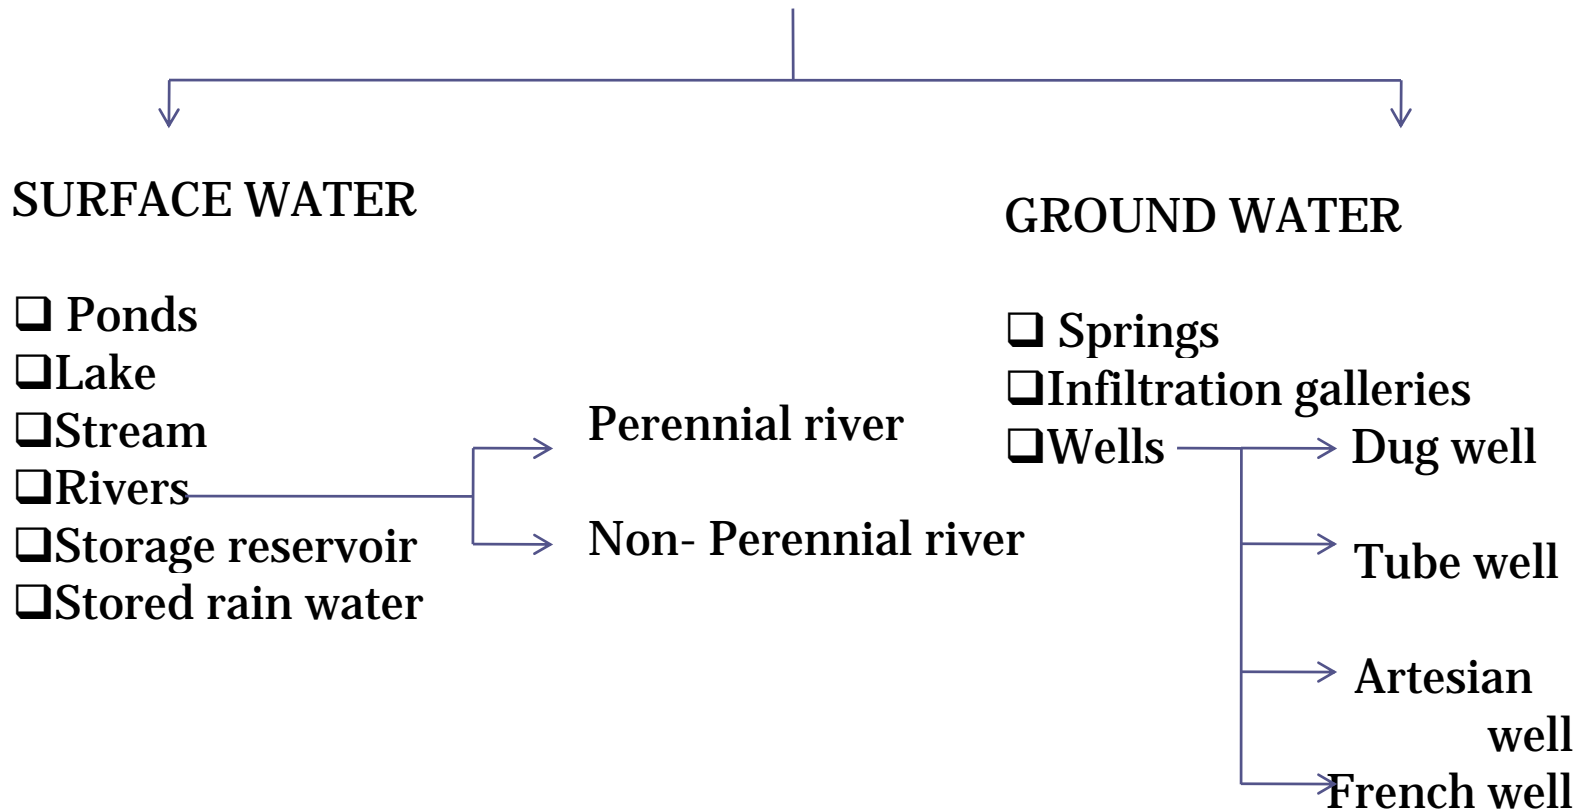 SURFACE WATER
❑ Ponds
❑Lake
❑Stream
❑Rivers
❑Storage reservoir
❑Stored rain water
Perennial river
Non- Perennial river
GROUND WATER
❑ Springs
❑Infiltration galleries
❑Wells
Dug well
Tube well
Artesian
well
French well